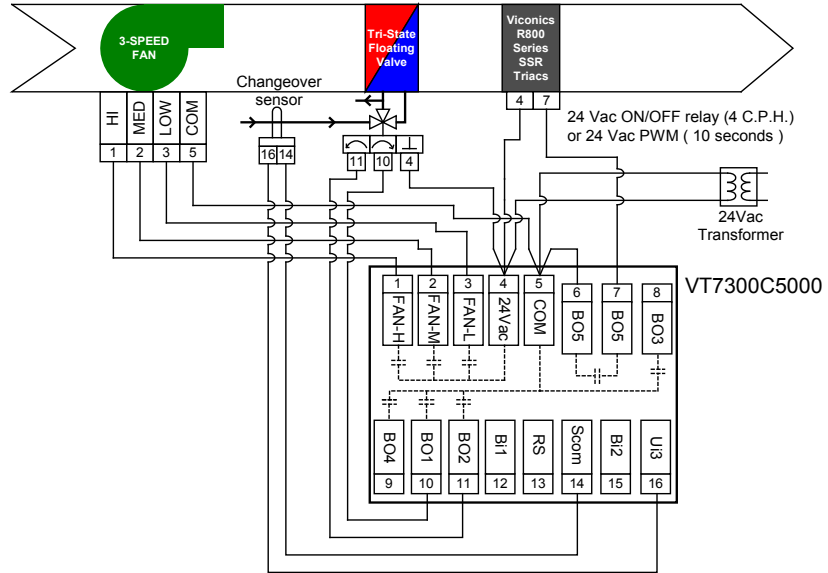 3-SPEED
FAN
Tri-State
Floating
Valve
Viconics
R800
Series
SSR
Triacs
Changeover
sensor
HI
MED
LOW
COM
1
2
3
5
16
14
11
10
4
4
7
24 Vac ON/OFF relay (4 C.P.H.)
or 24 Vac PWM ( 10 seconds )
24Vac
Transformer
VT7300C5000
1
FAN-H
2
FAN-M
3
FAN-L
4
24Vac
5
COM
6
BO5
7
BO5
8
BO3
BO4
9
BO1
10
BO2
11
Bi1
12
RS
13
Scom
14
Bi2
15
Ui3
16